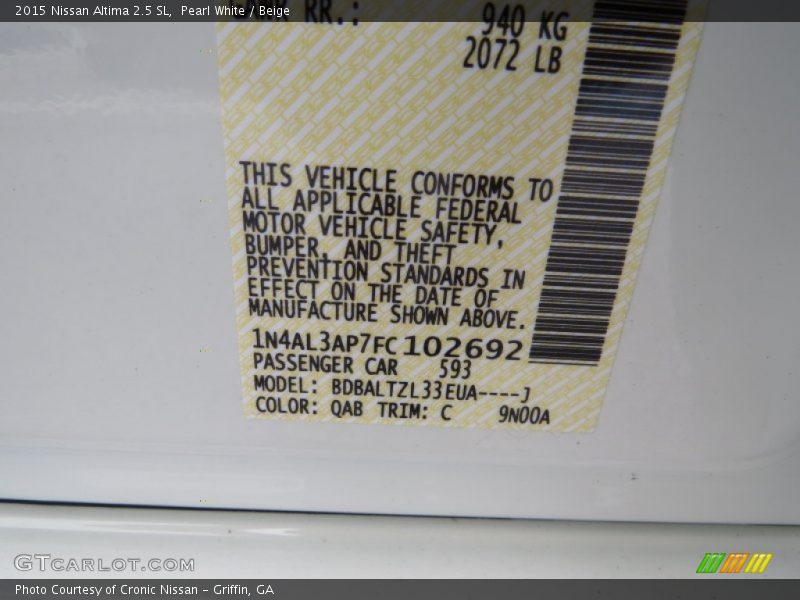 2015 Nissan Altima 2.5 SL, Pearl White / Beige
RR.:
940 KG
2072 LB
THIS VEHICLE CONFORMS TO
ALL APPLICABLE FEDERAL
MOTOR VEHICLE SAFETY,
BUMPER, AND THEFT
PREVENTION STANDARDS IN
EFFECT ON THE DATE OF
MANUFACTURE SHOWN ABOVE.
1N4AL3AP7FC102692
PASSENGER CAR 593
MODEL: BDBALTZL33EUA----J
COLOR: QAB TRIM: C 9N00A
GTCARLOT.COM
Photo Courtesy of Cronic Nissan – Griffin, GA